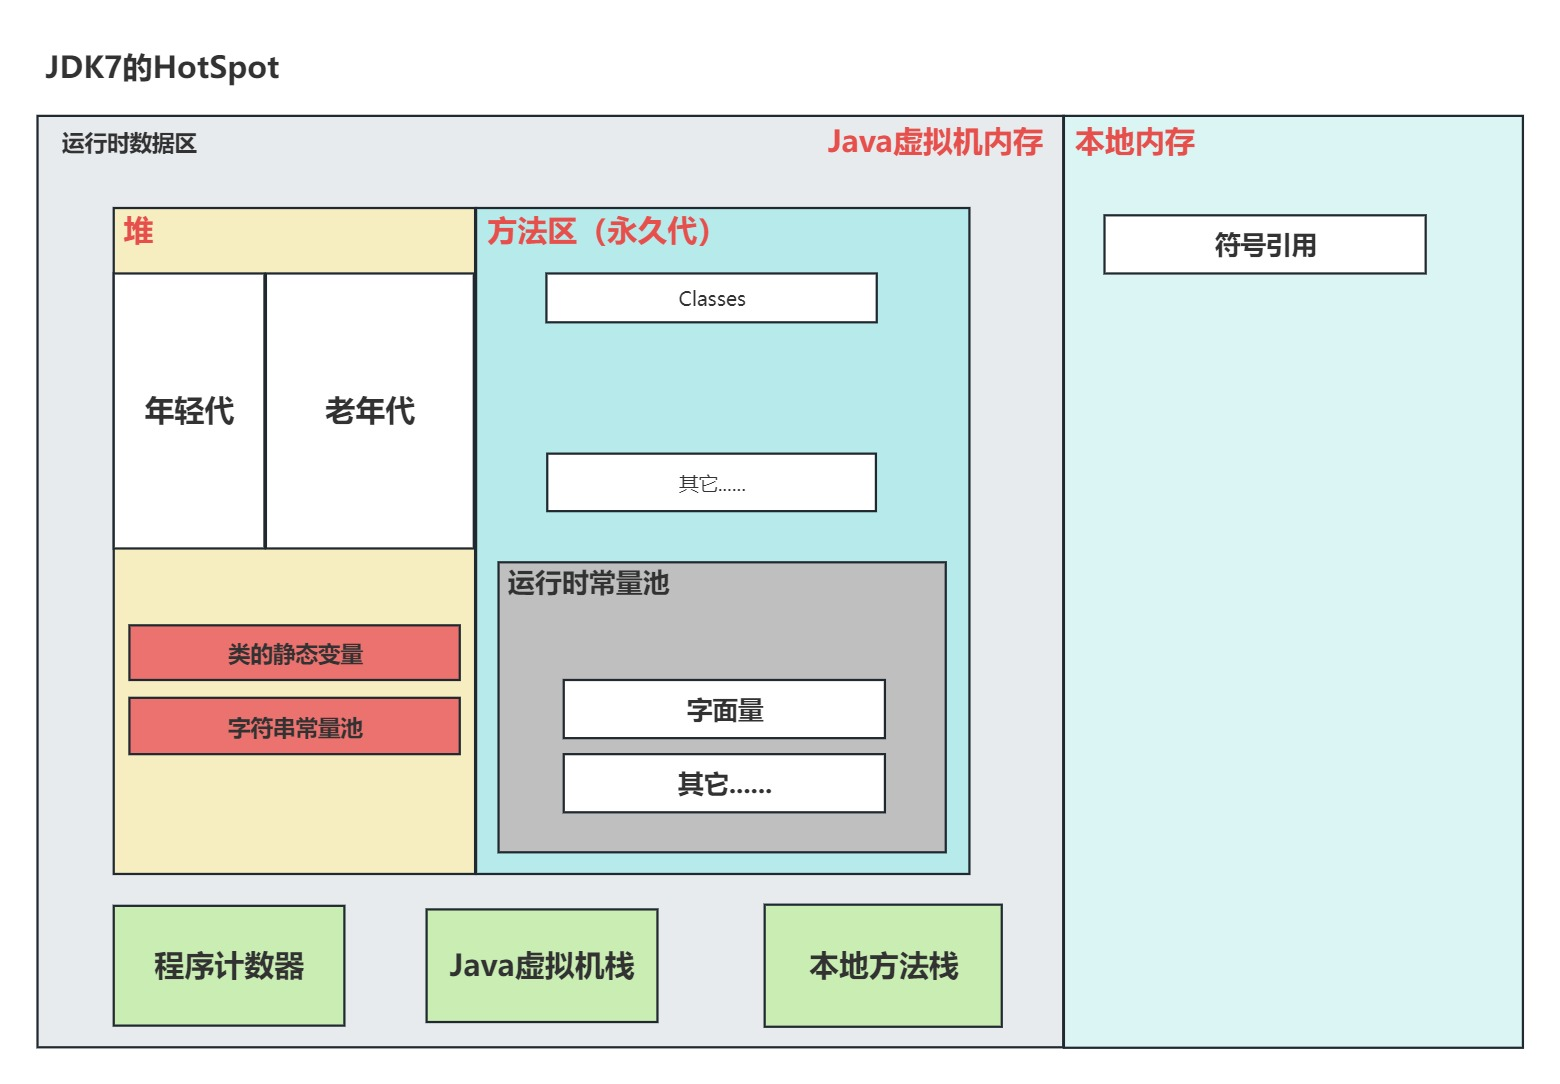 JDK7的HotSpot
运行时数据区
Java虚拟机内存
本地内存
堆
方法区（永久代）
符号引用
Classes
年轻代
老年代
其它......
运行时常量池
类的静态变量
字面量
字符串常量池
其它......
程序计数器
Java虚拟机栈
本地方法栈